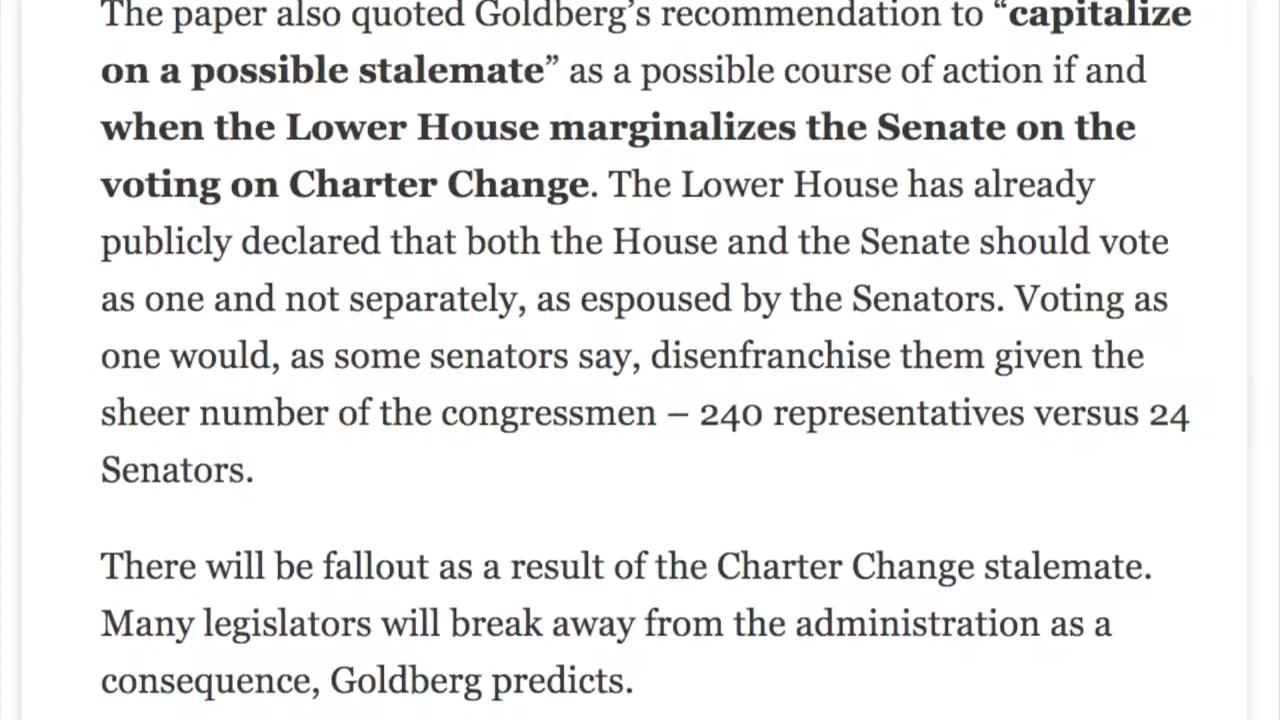 The paper also quoted Goldberg’s recommendation to “capitalize
on a possible stalemate” as a possible course of action if and
when the Lower House marginalizes the Senate on the
voting on Charter Change. The Lower House has already
publicly declared that both the House and the Senate should vote
as one and not separately, as espoused by the Senators. Voting as
one would, as some senators say, disenfranchise them given the
sheer number of the congressmen – 240 representatives versus 24
Senators.
There will be fallout as a result of the Charter Change stalemate.
Many legislators will break away from the administration as a
consequence, Goldberg predicts.